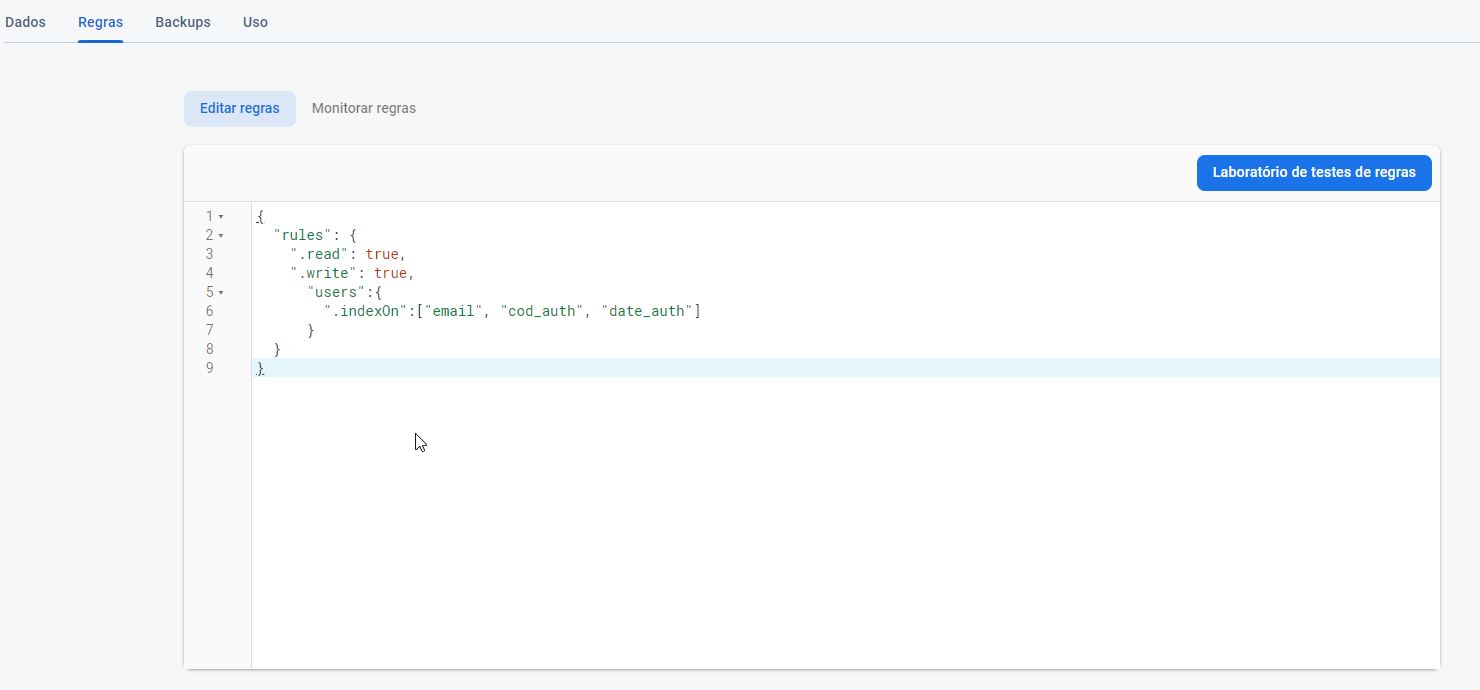 Dados Regras Backups Uso
Editar regras Monitorar regras
Laboratório de testes de regras
1 {
2 "rules": {
3 ".read": true,
4 ".write": true,
5 "users":{
6 ".indexOn":["email", "cod_auth", "date_auth"]
7 }
8 }
9 }